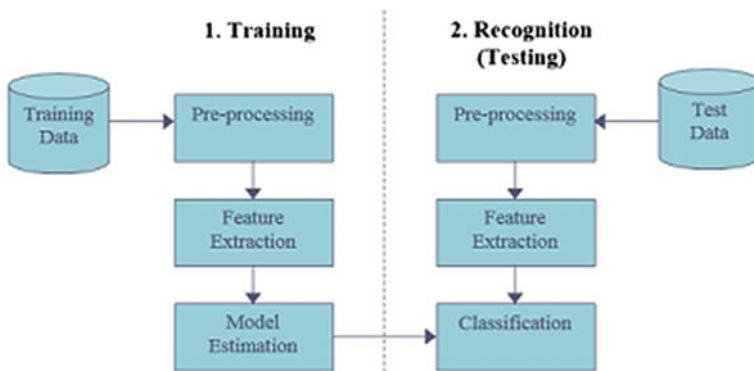 1. Training
Training
Data
Pre-processing
Feature
Extraction
Model
Estimation
2. Recognition
(Testing)
Pre-processing
Test
Data
Feature
Extraction
Classification